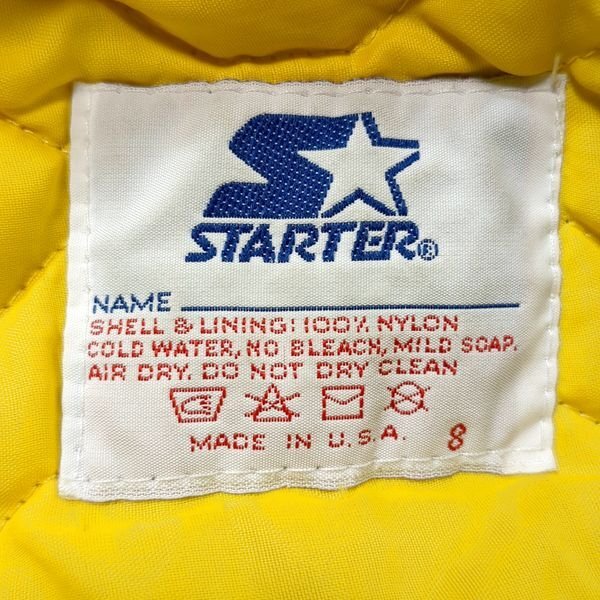 STARTER®
NAME
SHELL & LINING: 100% NYLON
COLD WATER, NO BLEACH, MILD SOAP.
AIR DRY. DO NOT DRY CLEAN
MADE IN U.S.A. 8